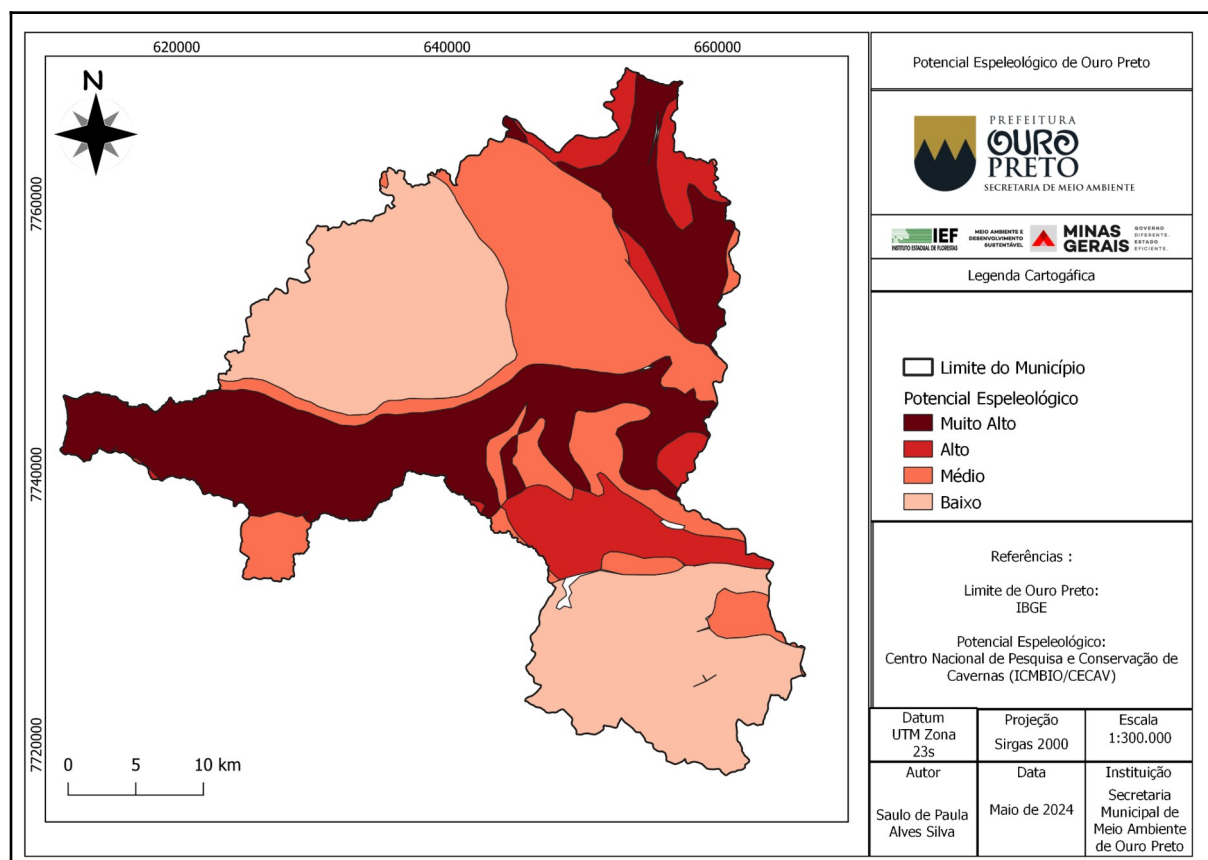 620000
640000
660000
N
7760000
7740000
7720000
0 5 10 km
Potencial Espeleológico de Ouro Preto
PREFEITURA
OURO
PRETO
SECRETARIA DE MEIO AMBIENTE
IEF
INSTITUTO ESTADUAL DE FLORESTAS
MEIO AMBIENTE E
DESENVOLVIMENTO
SUSTENTÁVEL
MINAS
GERAIS
GOVERNO
DIFERENTE.
ESTADO
EFICIENTE.
Legenda Cartogáfica
Limite do Município
Potencial Espeleológico
Muito Alto
Alto
Médio
Baixo
Referências :
Limite de Ouro Preto:
IBGE
Potencial Espeleológico:
Centro Nacional de Pesquisa e Conservação de
Cavernas (ICMBIO/CECAV)
Datum
UTM Zona
23s
Projeção
Sirgas 2000
Escala
1:300.000
Autor
Saulo de Paula
Alves Silva
Data
Maio de 2024
Instituição
Secretaria
Municipal de
Meio Ambiente
de Ouro Preto